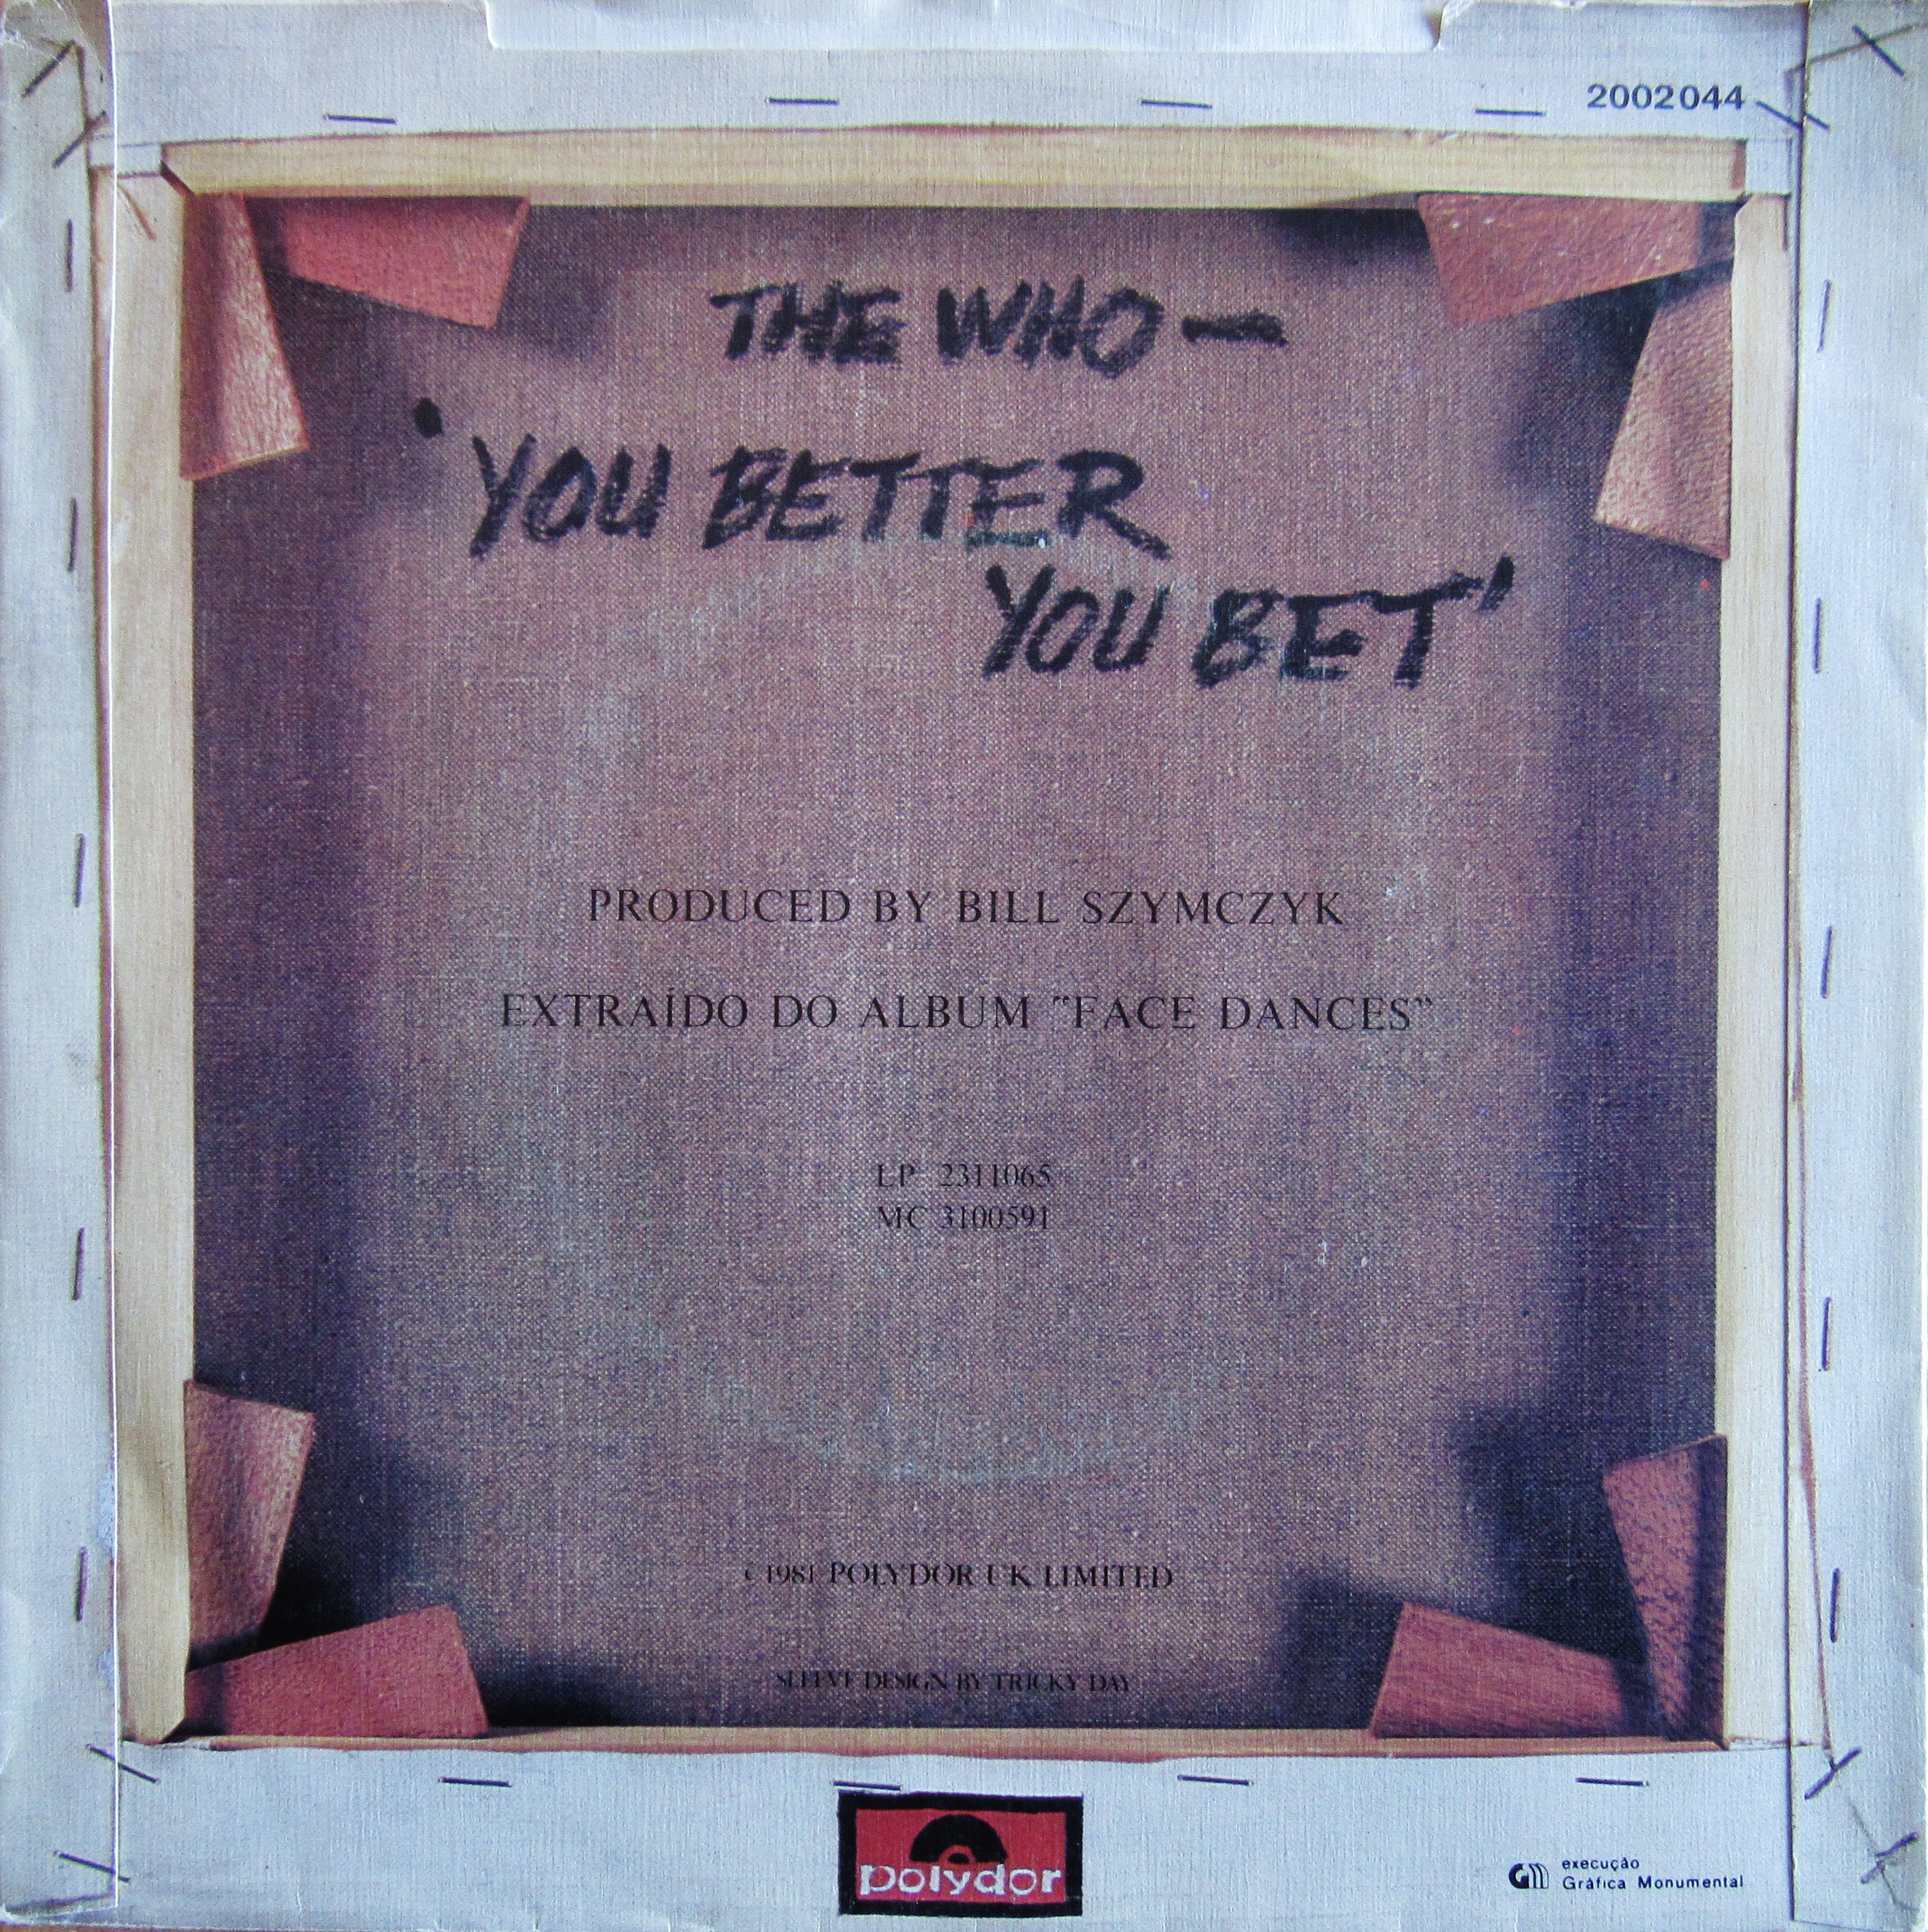 2002044
THE WHO —
'YOU BETTER
YOU BET'
PRODUCED BY BILL SZYMCZYK
EXTRAÍDO DO ALBUM "FACE DANCES"
LP 2311065
MC 3100591
© 1981 POLYDOR UK LIMITED
SLEEVE DESIGN BY TRICKY DAY
polydor
GM execução
Gráfica Monumental